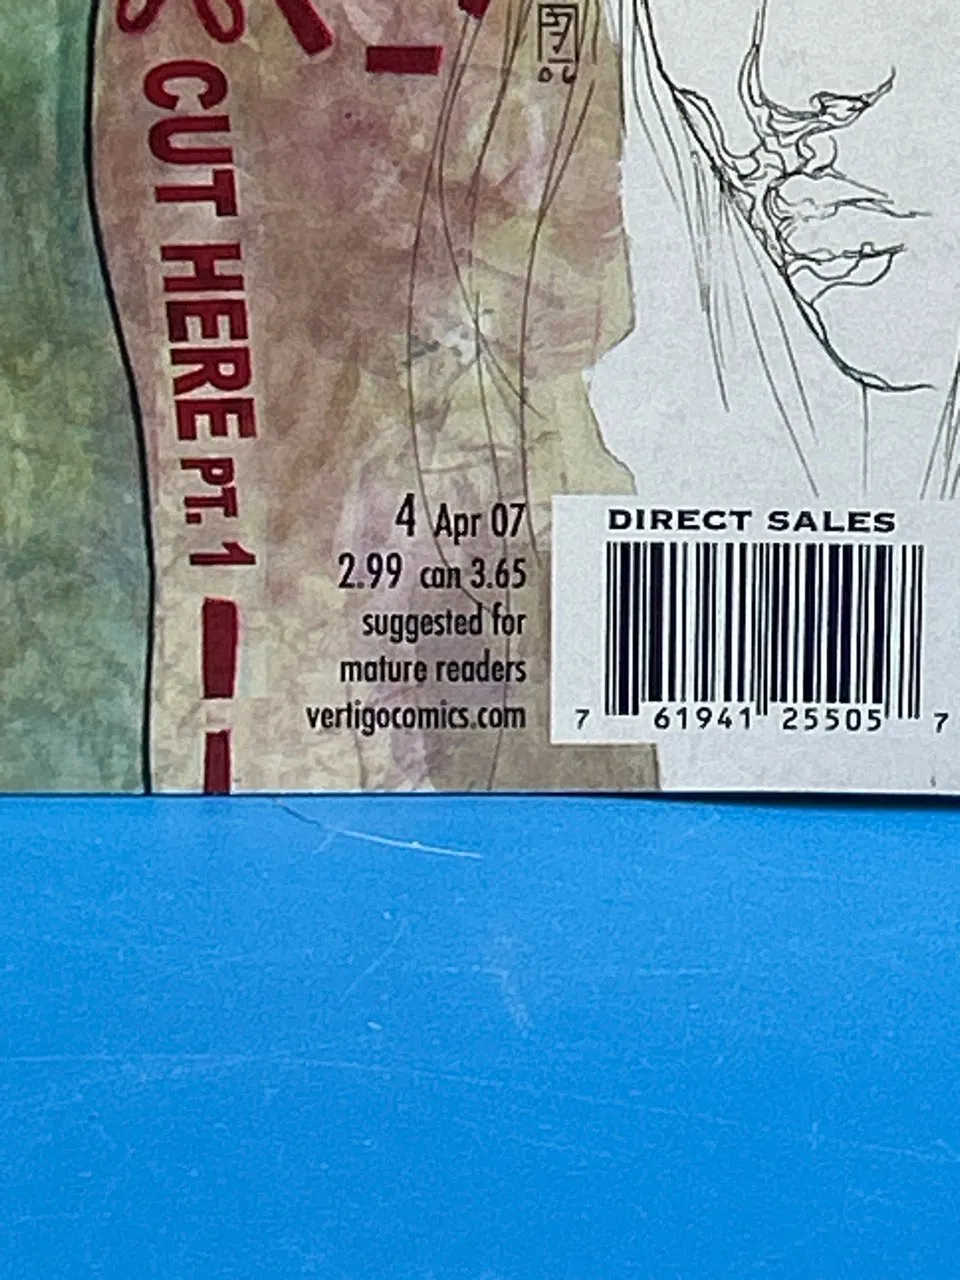 CUT HERE PT. 1
4 Apr 07
2.99 can 3.65
suggested for
mature readers
vertigocomics.com
DIRECT SALES
7 61941 25505 7